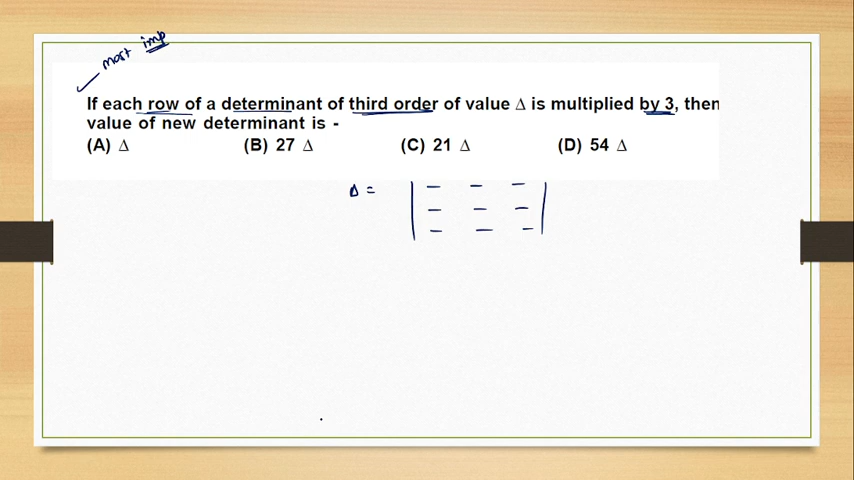 most imp
If each row of a determinant of third order of value Δ is multiplied by 3, then
value of new determinant is -
(A) Δ (B) 27 Δ (C) 21 Δ (D) 54 Δ
Δ =